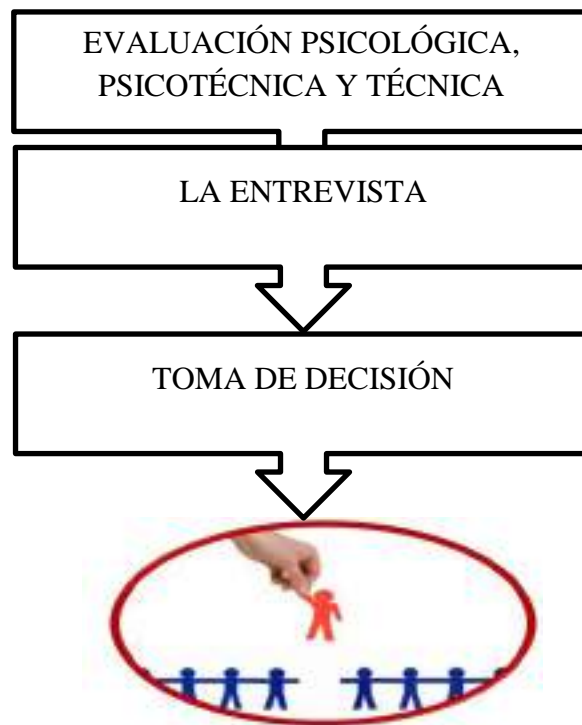 EVALUACIÓN PSICOLÓGICA,
PSICOTÉCNICA Y TÉCNICA
LA ENTREVISTA
TOMA DE DECISIÓN